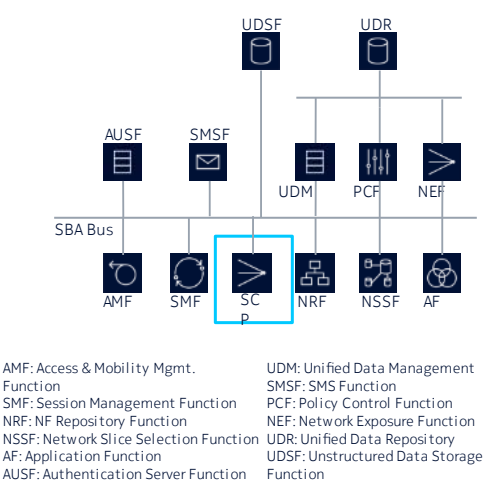 UDSF
UDR
AUSF
SMSF
UDM
PCF
NEF
SBA Bus
AMF
SMF
SC
P
NRF
NSSF
AF
AMF: Access & Mobility Mgmt.
Function
SMF: Session Management Function
NRF: NF Repository Function
NSSF: Network Slice Selection Function
AF: Application Function
AUSF: Authentication Server Function
UDM: Unified Data Management
SMSF: SMS Function
PCF: Policy Control Function
NEF: Network Exposure Function
UDR: Unified Data Repository
UDSF: Unstructured Data Storage
Function